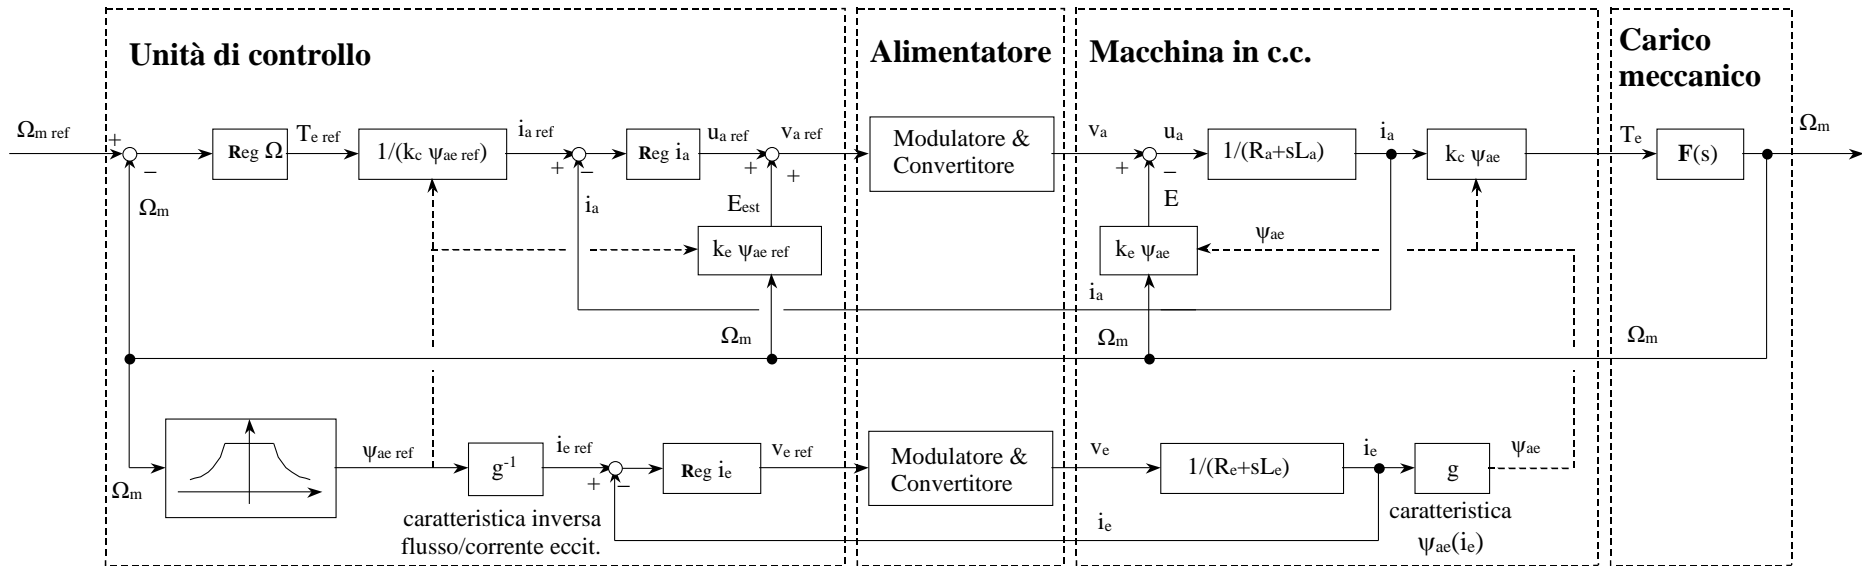 Unità di controllo
Alimentatore
Macchina in c.c.
Carico
meccanico
Ωm ref
+
−
Ωm
Reg Ω
Te ref
1/(kc ψae ref)
ia ref
+
−
ia
Reg ia
ua ref
+
+
va ref
Eest
ke ψae ref
Modulatore &
Convertitore
va
+
−
ua
E
1/(Ra+sLa)
ia
kc ψae
ke ψae
ψae
Te
F(s)
Ωm
ia
Ωm
Ωm
Ωm
Ωm
ψae ref
g-1
ie ref
+
−
Reg ie
ve ref
Modulatore &
Convertitore
ve
1/(Re+sLe)
ie
g
ψae
caratteristica inversa
flusso/corrente eccit.
ie
caratteristica
ψae(ie)